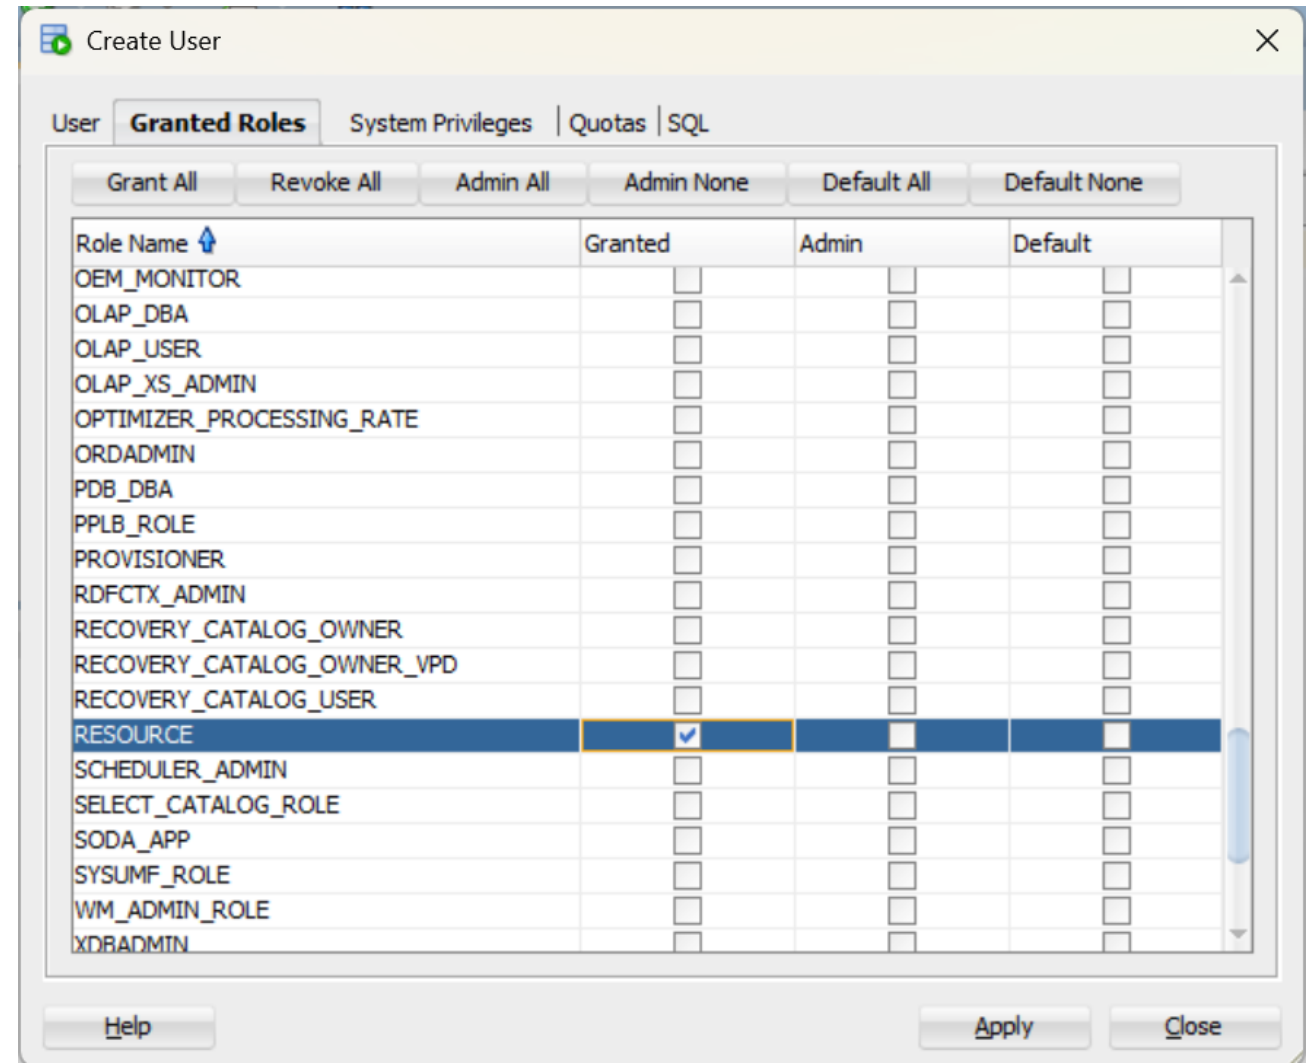 Create User
User Granted Roles System Privileges Quotas SQL
Grant All Revoke All Admin All Admin None Default All Default None
Role Name Granted Admin Default
OEM_MONITOR
OLAP_DBA
OLAP_USER
OLAP_XS_ADMIN
OPTIMIZER_PROCESSING_RATE
ORDADMIN
PDB_DBA
PPLB_ROLE
PROVISIONER
RDFCTX_ADMIN
RECOVERY_CATALOG_OWNER
RECOVERY_CATALOG_OWNER_VPD
RECOVERY_CATALOG_USER
RESOURCE
SCHEDULER_ADMIN
SELECT_CATALOG_ROLE
SODA_APP
SYSUMF_ROLE
WM_ADMIN_ROLE
XDBADMIN
Help Apply Close